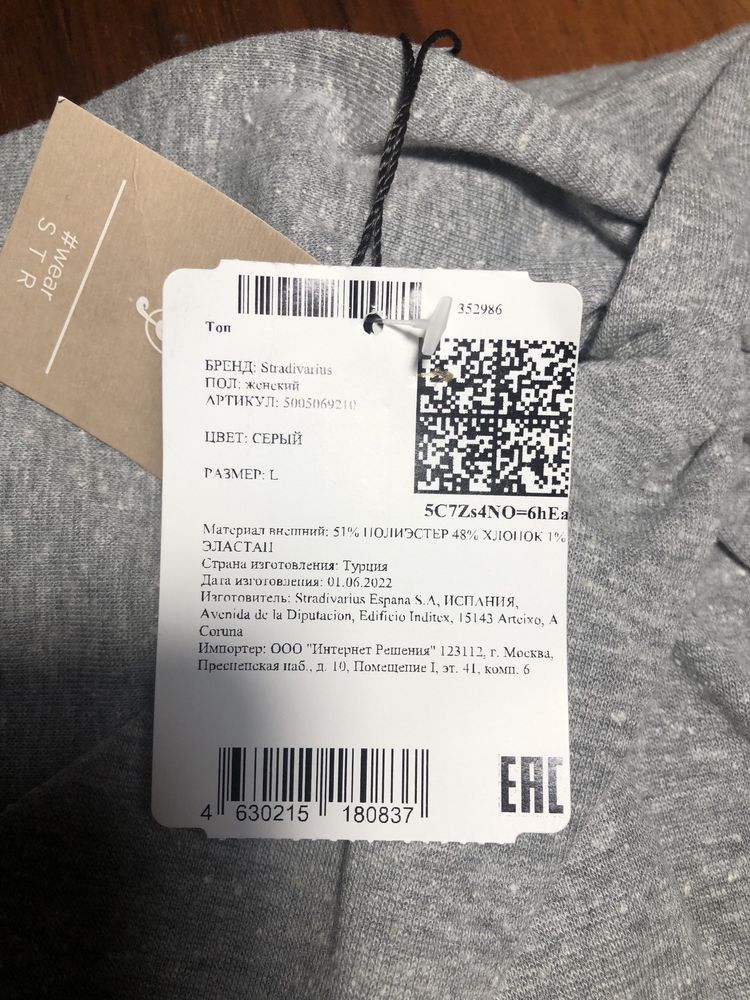 #wear
S T R
352986
Топ
БРЕНД: Stradivarius
ПОЛ: женский
АРТИКУЛ: 5005069210
ЦВЕТ: СЕРЫЙ
РАЗМЕР: L
5C7Zs4NO=6hEa
Материал внешний: 51% ПОЛИЭСТЕР 48% ХЛОПОК 1%
ЭЛАСТАН
Страна изготовления: Турция
Дата изготовления: 01.06.2022
Изготовитель: Stradivarius Espana S.A, ИСПАНИЯ,
Avenida de la Diputacion, Edificio Inditex, 15143 Arteixo, A
Coruna
Импортер: ООО "Интернет Решения" 123112, г. Москва,
Пресненская наб., д. 10, Помещение I, эт. 41, комн. 6
EAC
4 630215 180837